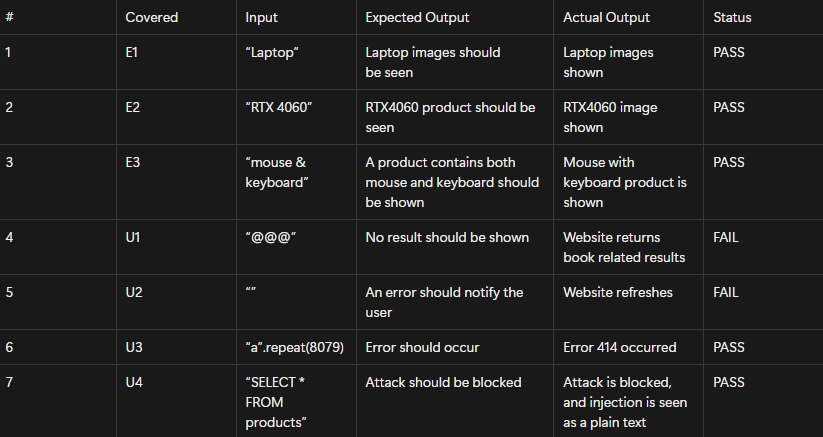 # Covered Input Expected Output Actual Output Status
1 E1 “Laptop” Laptop images should Laptop images PASS
be seen shown
2 E2 “RTX 4060” RTX4060 product should be RTX4060 image PASS
seen shown
3 E3 “mouse & A product contains both Mouse with PASS
keyboard” mouse and keyboard should keyboard product is
be shown shown
4 U1 “@@@” No result should be shown Website returns FAIL
book related results
5 U2 “” An error should notify the Website refreshes FAIL
user
6 U3 “a”.repeat(8079) Error should occur Error 414 occurred PASS
7 U4 “SELECT * Attack should be blocked Attack is blocked, PASS
FROM and injection is seen
products” as a plain text